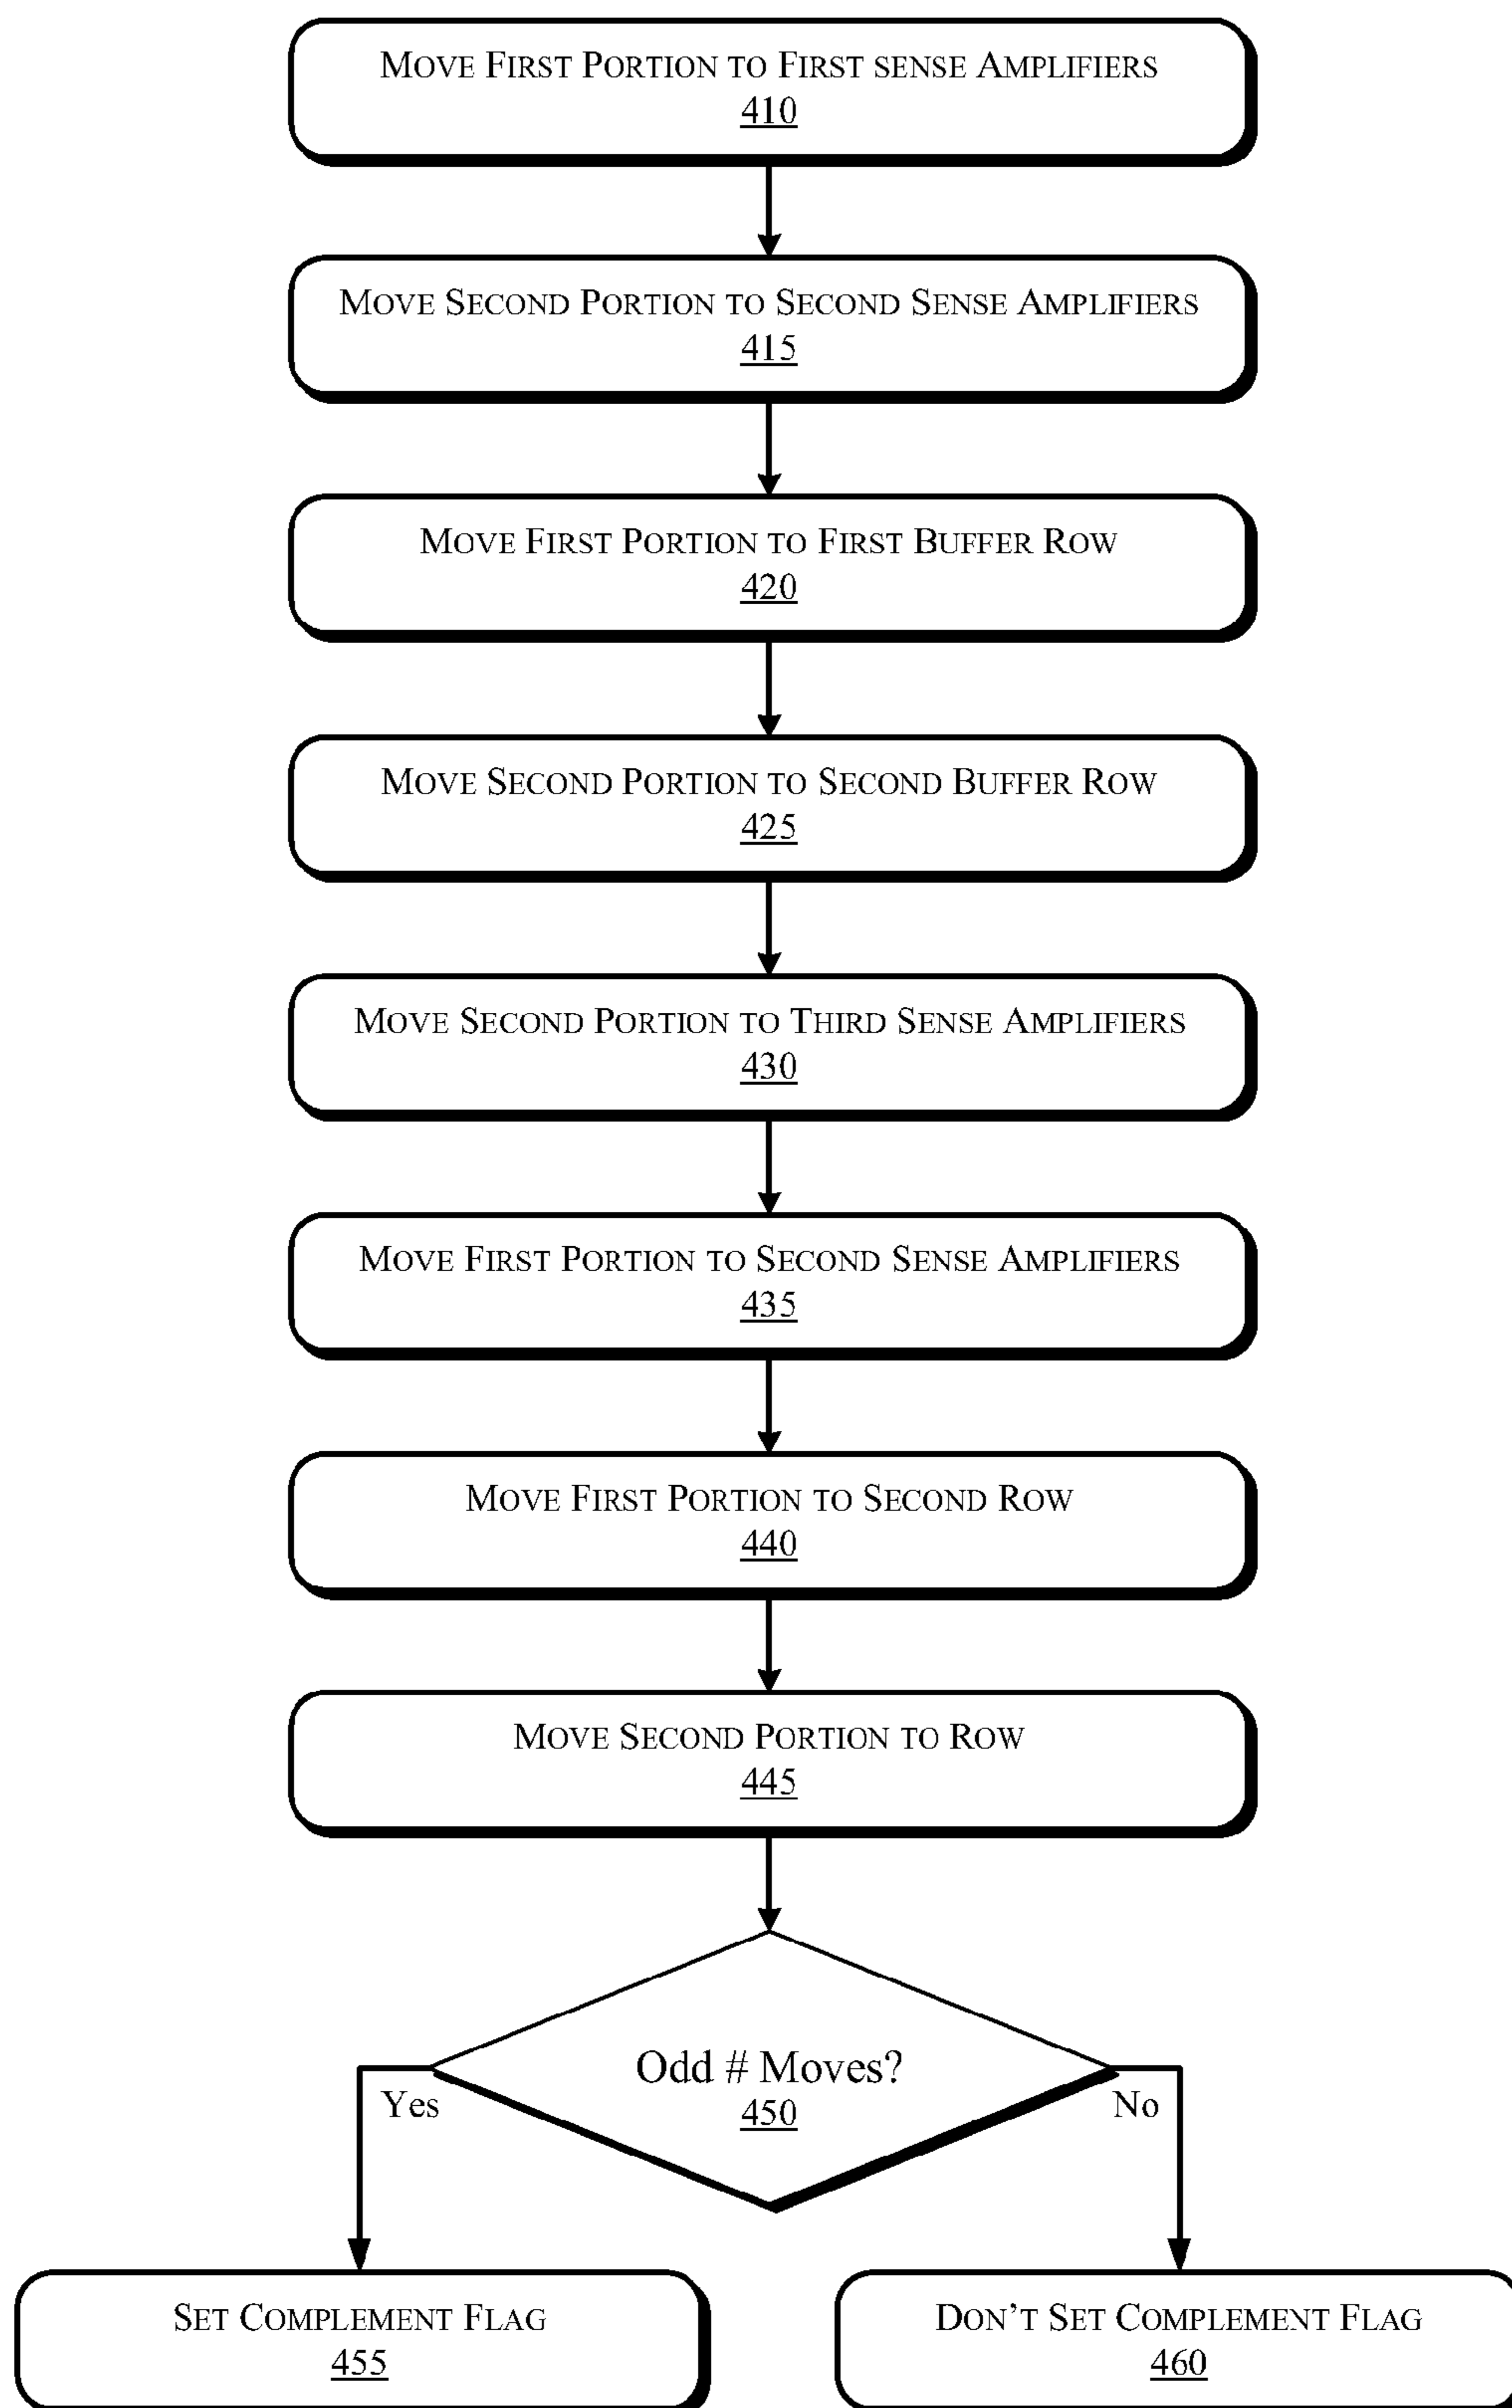 MOVE FIRST PORTION TO FIRST SENSE AMPLIFIERS
410
MOVE SECOND PORTION TO SECOND SENSE AMPLIFIERS
415
MOVE FIRST PORTION TO FIRST BUFFER ROW
420
MOVE SECOND PORTION TO SECOND BUFFER ROW
425
MOVE SECOND PORTION TO THIRD SENSE AMPLIFIERS
430
MOVE FIRST PORTION TO SECOND SENSE AMPLIFIERS
435
MOVE FIRST PORTION TO SECOND ROW
440
MOVE SECOND PORTION TO ROW
445
Odd # Moves?
450
Yes
No
SET COMPLEMENT FLAG
455
DON'T SET COMPLEMENT FLAG
460